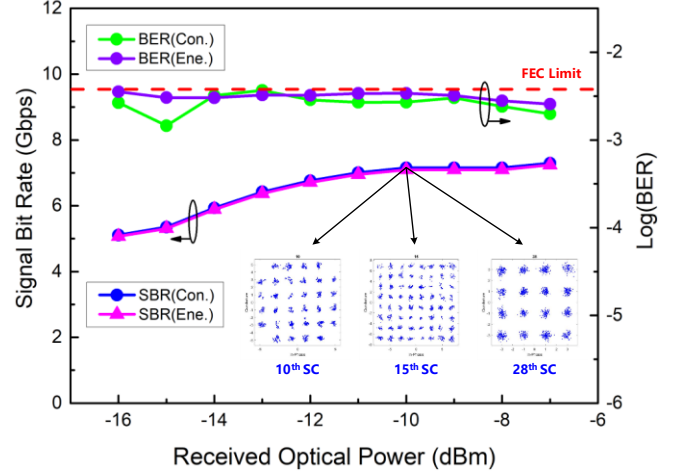 12
10
8
6
4
2
0
Signal Bit Rate (Gbps)
BER(Con.)
BER(Ene.)
FEC Limit
SBR(Con.)
SBR(Ene.)
10th SC
15th SC
28th SC
-2
-3
-4
-5
-6
Log(BER)
-16
-14
-12
-10
-8
-6
Received Optical Power (dBm)